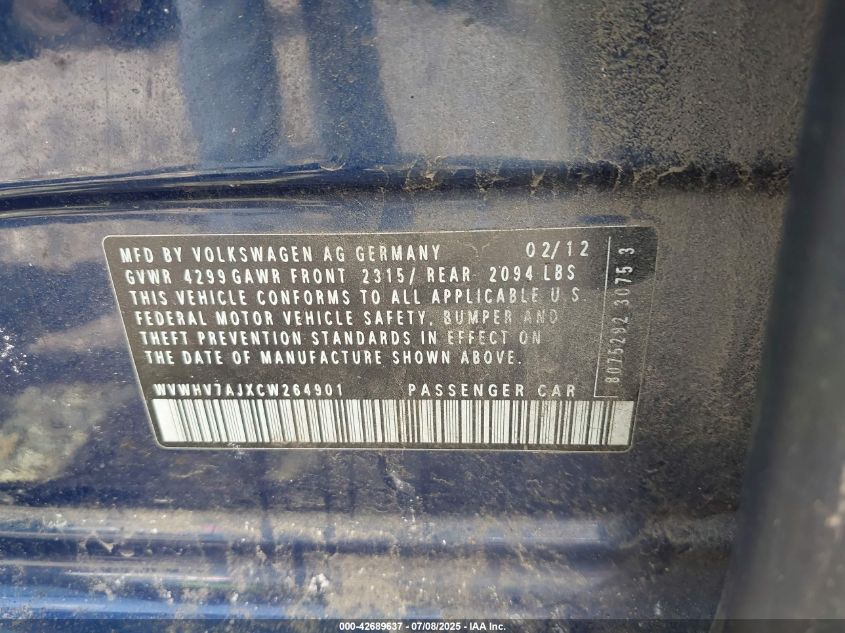 MFD BY VOLKSWAGEN AG GERMANY 02/12
GVWR 4299 GAWR FRONT 2315/ REAR 2094 LBS
THIS VEHICLE CONFORMS TO ALL APPLICABLE U.S
FEDERAL MOTOR VEHICLE SAFETY, BUMPER AND
THEFT PREVENTION STANDARDS IN EFFECT ON
THE DATE OF MANUFACTURE SHOWN ABOVE.
WVWHV7AJXCW264901 PASSENGER CAR
8075292 3075 3
000-42689637 - 07/08/2025 - IAA Inc.